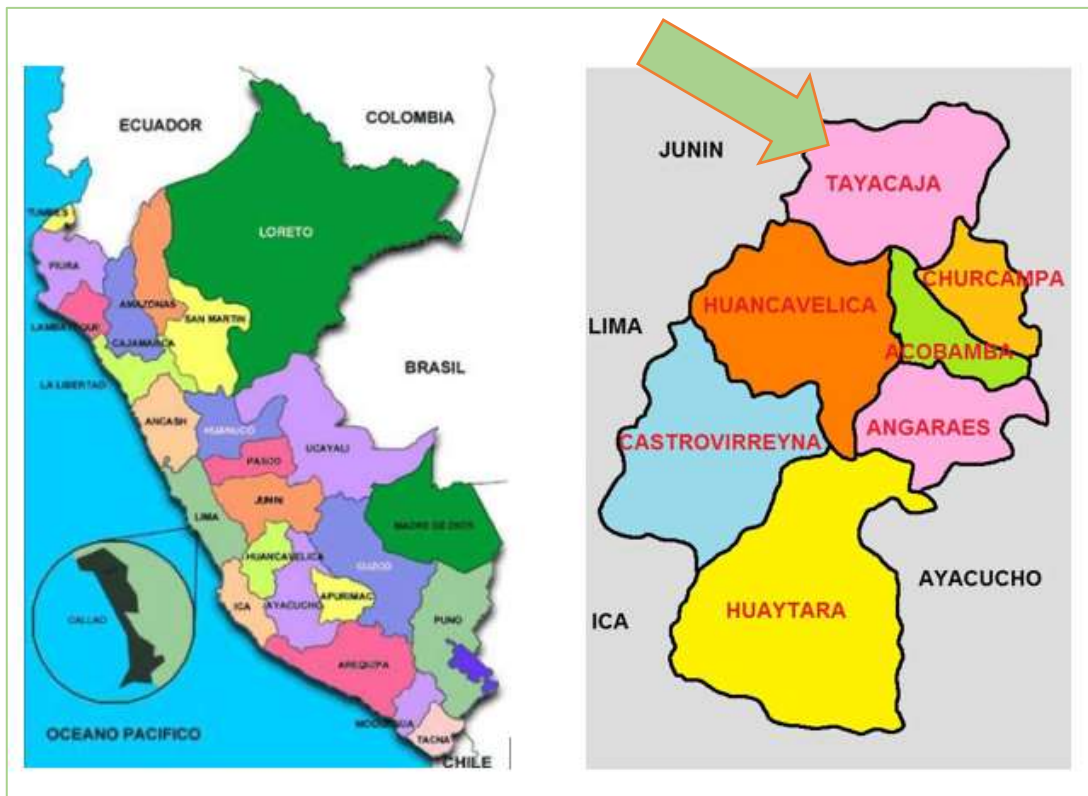 ECUADOR
COLOMBIA
TUMBES
LORETO
PIURA
AMAZONAS
LAMBAYEQUE
SAN MARTIN
CAJAMARCA
BRASIL
LA LIBERTAD
ANCASH
HUANUCO
UCAYALI
PASCO
JUNIN
LIMA
MADRE DE DIOS
HUANCAVELICA
CUZCO
ICA
AYACUCHO
APURIMAC
CALLAO
PUNO
AREQUIPA
MOQUEGUA
OCEANO PACIFICO
TACNA
CHILE
JUNIN
TAYACAJA
CHURCAMPA
HUANCAVELICA
LIMA
ACOBAMBA
CASTROVIRREYNA
ANGARAES
AYACUCHO
HUAYTARA
ICA